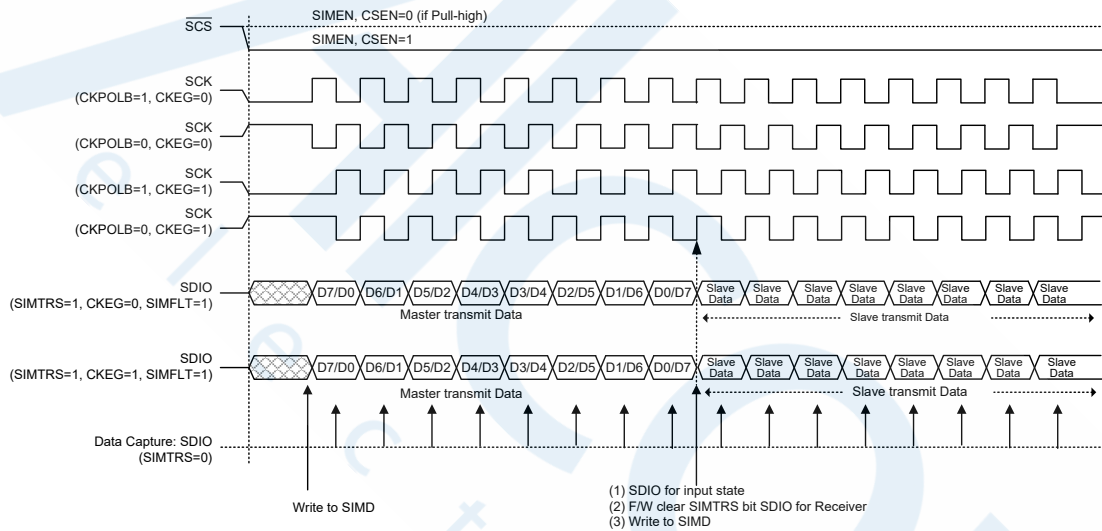 SIMEN, CSEN=0 (if Pull-high)
SCS
SIMEN, CSEN=1
SCK
(CKPOLB=1, CKEG=0)
SCK
(CKPOLB=0, CKEG=0)
SCK
(CKPOLB=1, CKEG=1)
SCK
(CKPOLB=0, CKEG=1)
SDIO
(SIMTRS=1, CKEG=0, SIMFLT=1)
D7/D0 D6/D1 D5/D2 D4/D3 D3/D4 D2/D5 D1/D6 D0/D7
Slave Slave Slave Slave Slave Slave Slave Slave
Data Data Data Data Data Data Data Data
Master transmit Data
Slave transmit Data
SDIO
(SIMTRS=1, CKEG=1, SIMFLT=1)
D7/D0 D6/D1 D5/D2 D4/D3 D3/D4 D2/D5 D1/D6 D0/D7
Slave Slave Slave Slave Slave Slave Slave Slave
Data Data Data Data Data Data Data Data
Master transmit Data
Slave transmit Data
Data Capture: SDIO
(SIMTRS=0)
Write to SIMD
(1) SDIO for input state
(2) F/W clear SIMTRS bit SDIO for Receiver
(3) Write to SIMD
e l e c t